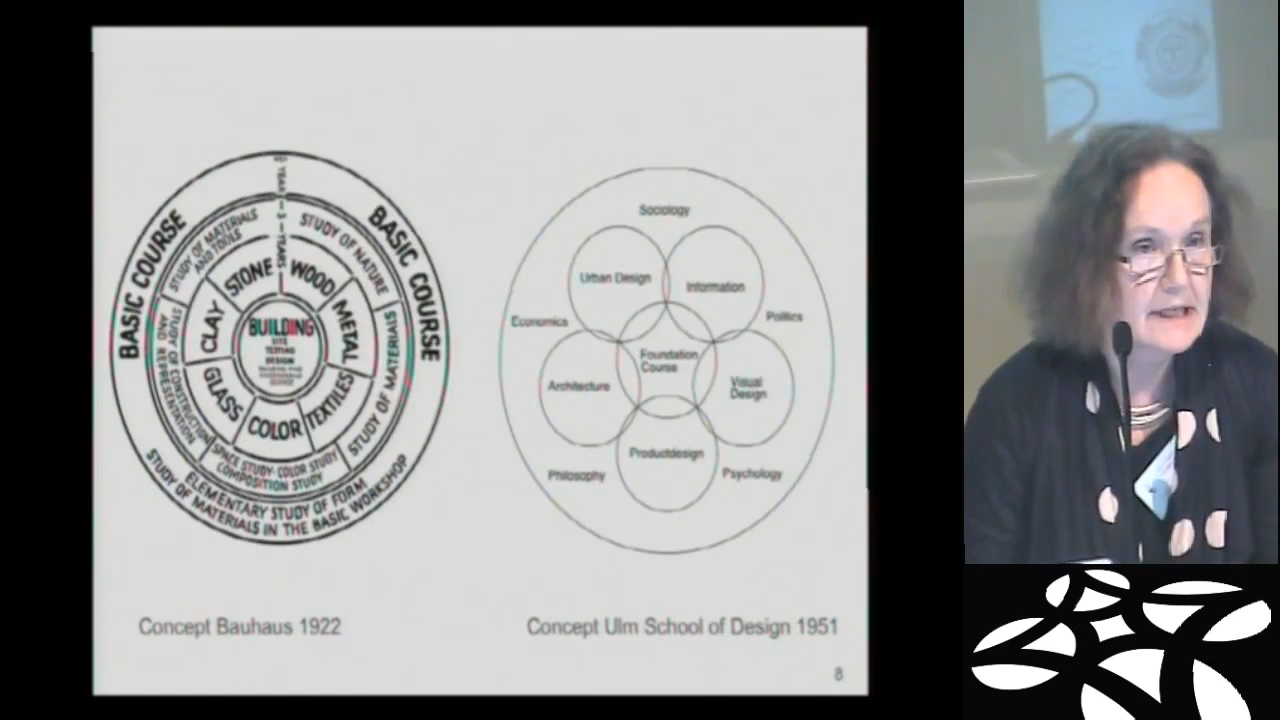 BASIC COURSE
BASIC COURSE
STUDY OF MATERIALS
AND TOOLS
STUDY OF NATURE
STUDY OF MATERIALS
STUDY OF CONSTRUCTION
AND REPRESENTATION
SPACE STUDY·COLOR STUDY
COMPOSITION STUDY
ELEMENTARY STUDY OF FORM
STUDY OF MATERIALS IN THE BASIC WORKSHOP
3 YEARS
STONE
WOOD
METAL
TEXTILES
COLOR
GLASS
CLAY
BUILDING
SITE
TESTING
DESIGN
Concept Bauhaus 1922
Sociology
Urban Design
Information
Economics
Politics
Foundation
Course
Architecture
Visual
Design
Productdesign
Philosophy
Psychology
Concept Ulm School of Design 1951
8